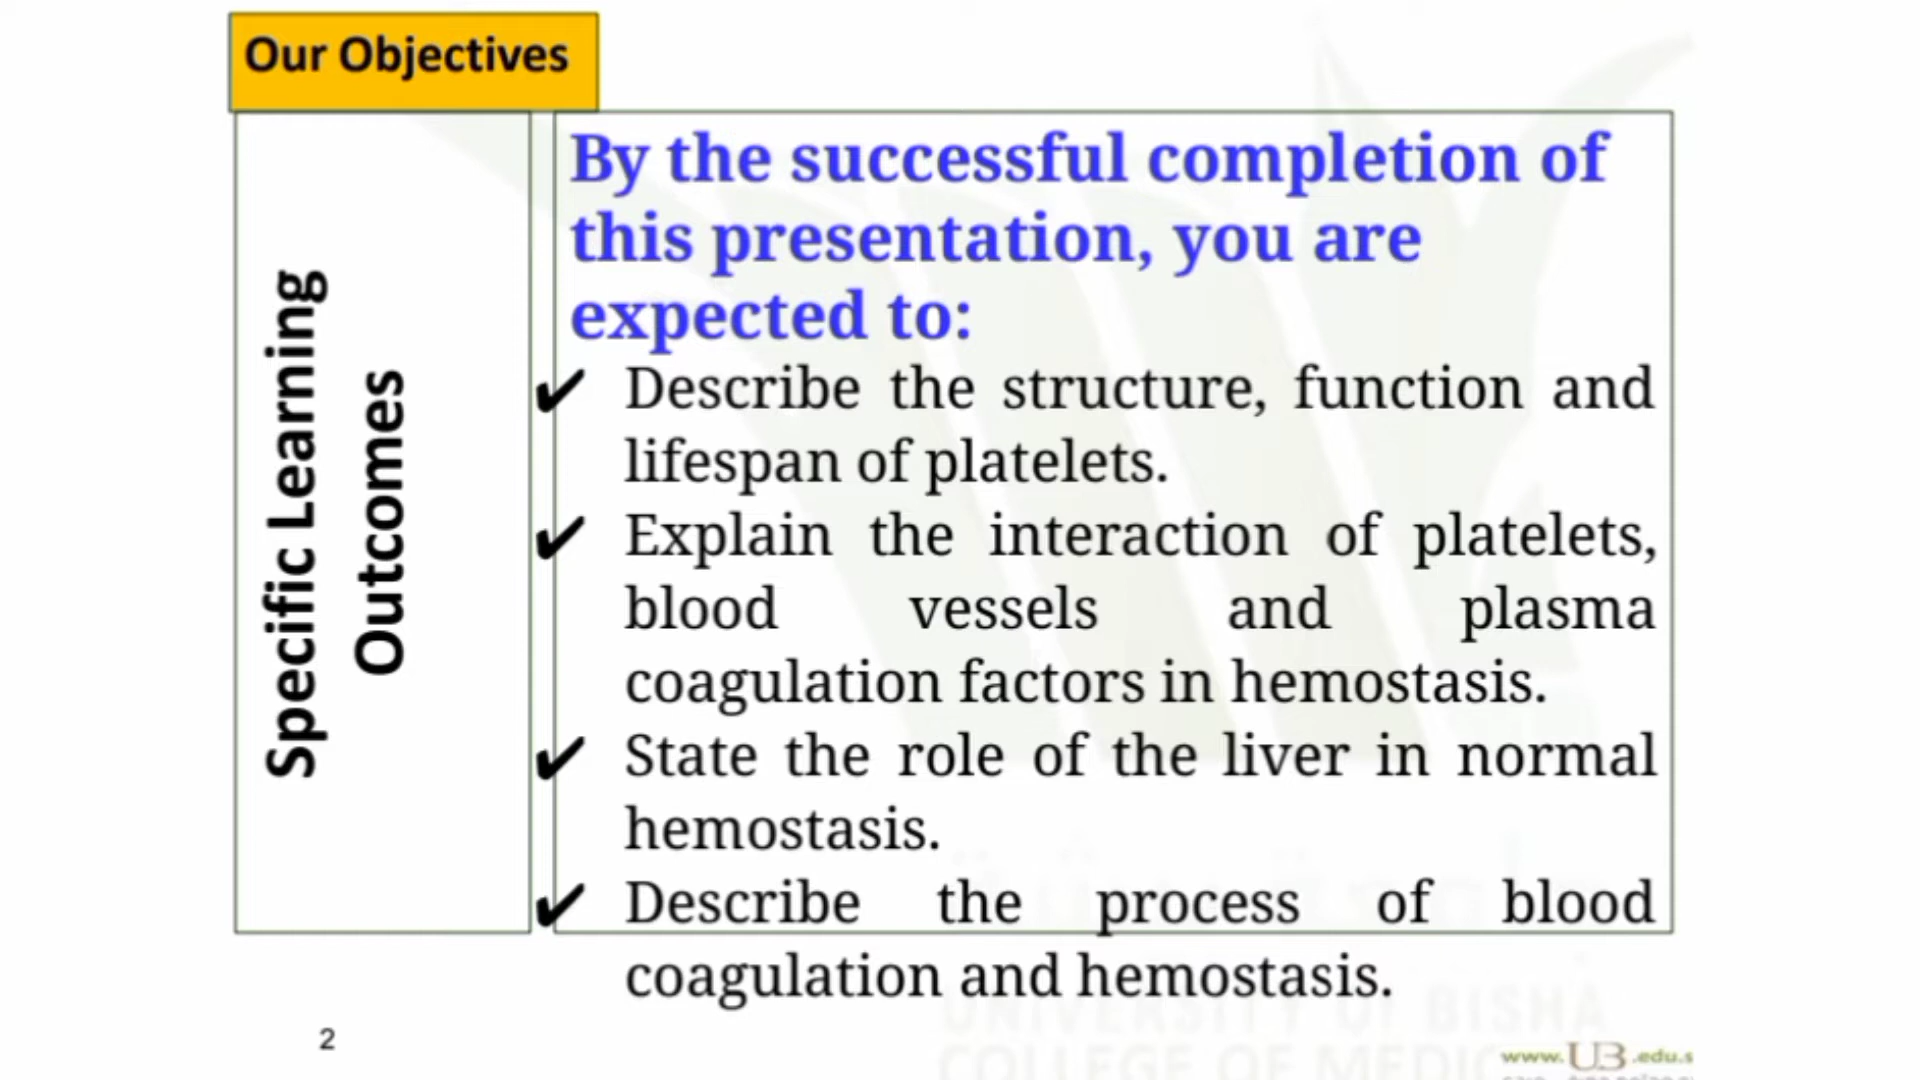 Our Objectives
Specific Learning
Outcomes
By the successful completion of
this presentation, you are
expected to:
✔ Describe the structure, function and
lifespan of platelets.
✔ Explain the interaction of platelets,
blood vessels and plasma
coagulation factors in hemostasis.
✔ State the role of the liver in normal
hemostasis.
✔ Describe the process of blood
coagulation and hemostasis.
UNIVERSITY OF BISHA
COLLEGE OF MEDIC
2
www.UB.edu.s